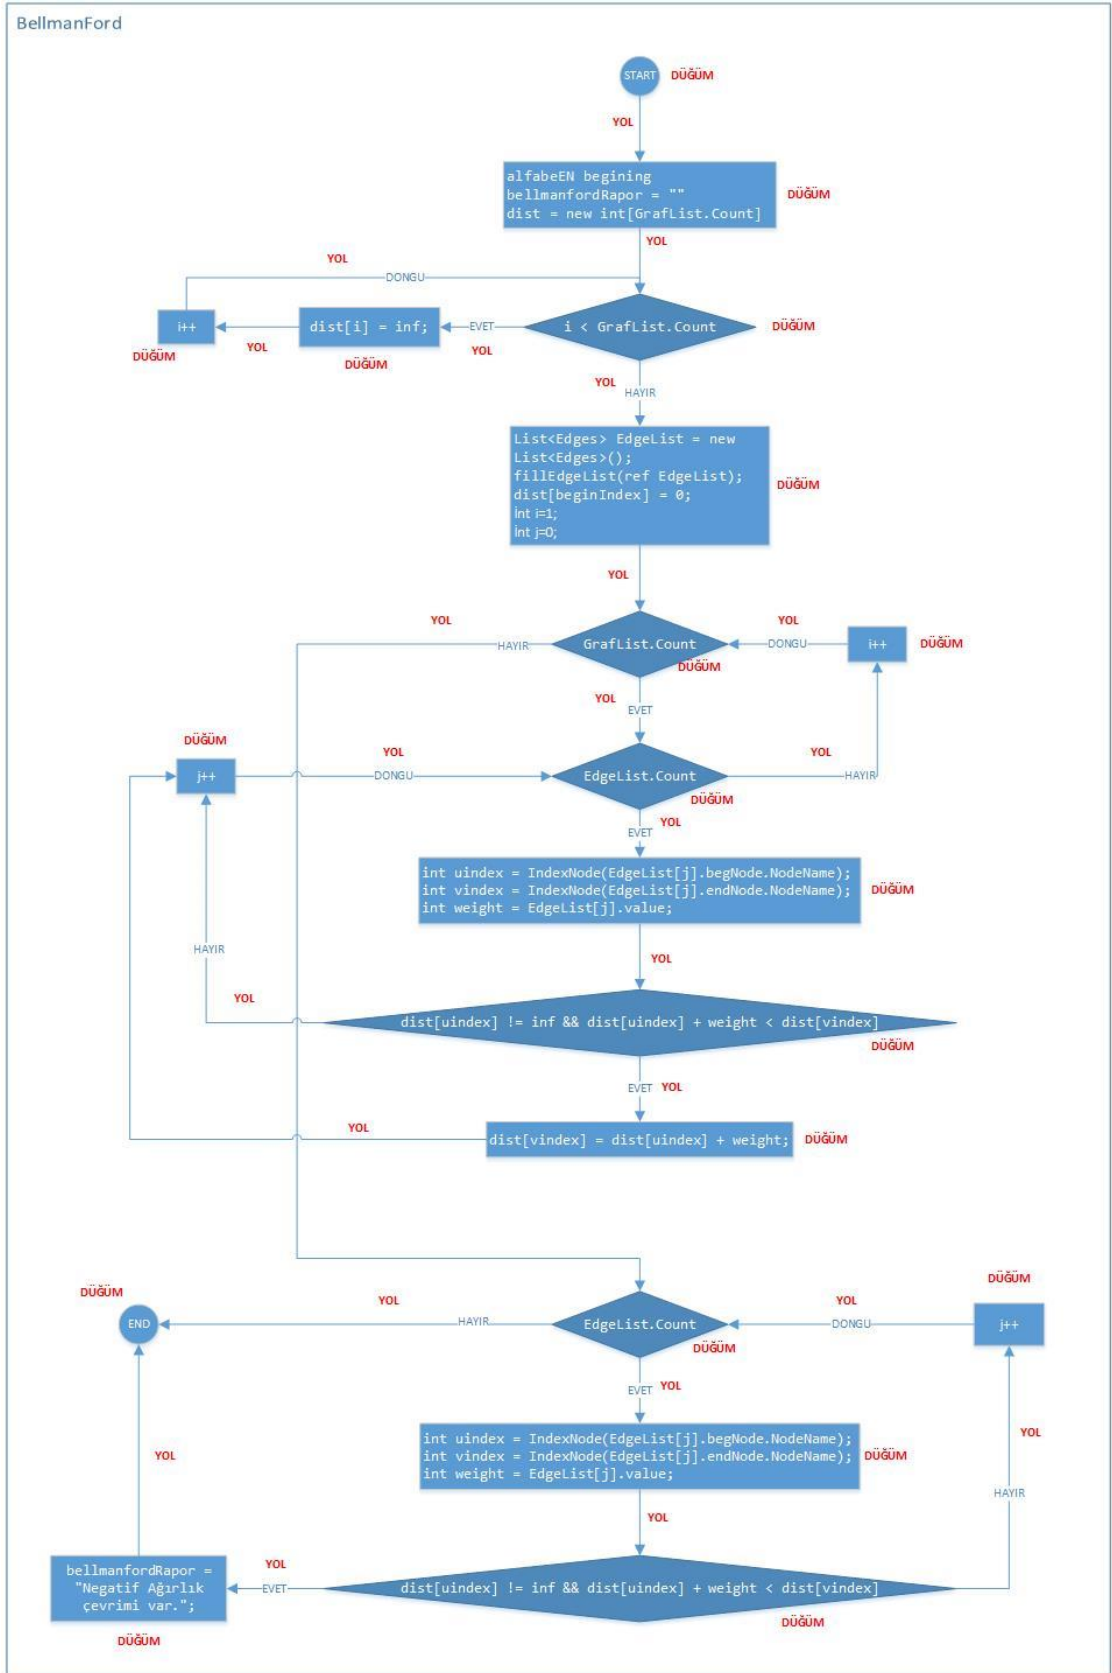 BellmanFord
START
DÜĞÜM
YOL
alfabeEN begining
bellmanfordRapor = ""
dist = new int[GrafList.Count]
DÜĞÜM
YOL
YOL
DONGU
i++
DÜĞÜM
YOL
dist[i] = inf;
DÜĞÜM
EVET
YOL
i < GrafList.Count
DÜĞÜM
YOL
HAYIR
List<Edges> EdgeList = new
List<Edges>();
fillEdgeList(ref EdgeList);
dist[beginIndex] = 0;
İnt i=1;
İnt j=0;
DÜĞÜM
YOL
YOL
HAYIR
GrafList.Count
DÜĞÜM
YOL
DONGU
i++
DÜĞÜM
YOL
EVET
DÜĞÜM
j++
YOL
DONGU
EdgeList.Count
DÜĞÜM
YOL
HAYIR
YOL
EVET
int uindex = IndexNode(EdgeList[j].begNode.NodeName);
int vindex = IndexNode(EdgeList[j].endNode.NodeName);
int weight = EdgeList[j].value;
DÜĞÜM
HAYIR
YOL
YOL
dist[uindex] != inf && dist[uindex] + weight < dist[vindex]
DÜĞÜM
EVET
YOL
YOL
dist[vindex] = dist[uindex] + weight;
DÜĞÜM
DÜĞÜM
END
YOL
HAYIR
EdgeList.Count
DÜĞÜM
YOL
DONGU
DÜĞÜM
j++
EVET
YOL
int uindex = IndexNode(EdgeList[j].begNode.NodeName);
int vindex = IndexNode(EdgeList[j].endNode.NodeName);
int weight = EdgeList[j].value;
DÜĞÜM
YOL
YOL
HAYIR
YOL
bellmanfordRapor =
"Negatif Ağırlık
çevrimi var.";
DÜĞÜM
YOL
EVET
dist[uindex] != inf && dist[uindex] + weight < dist[vindex]
DÜĞÜM